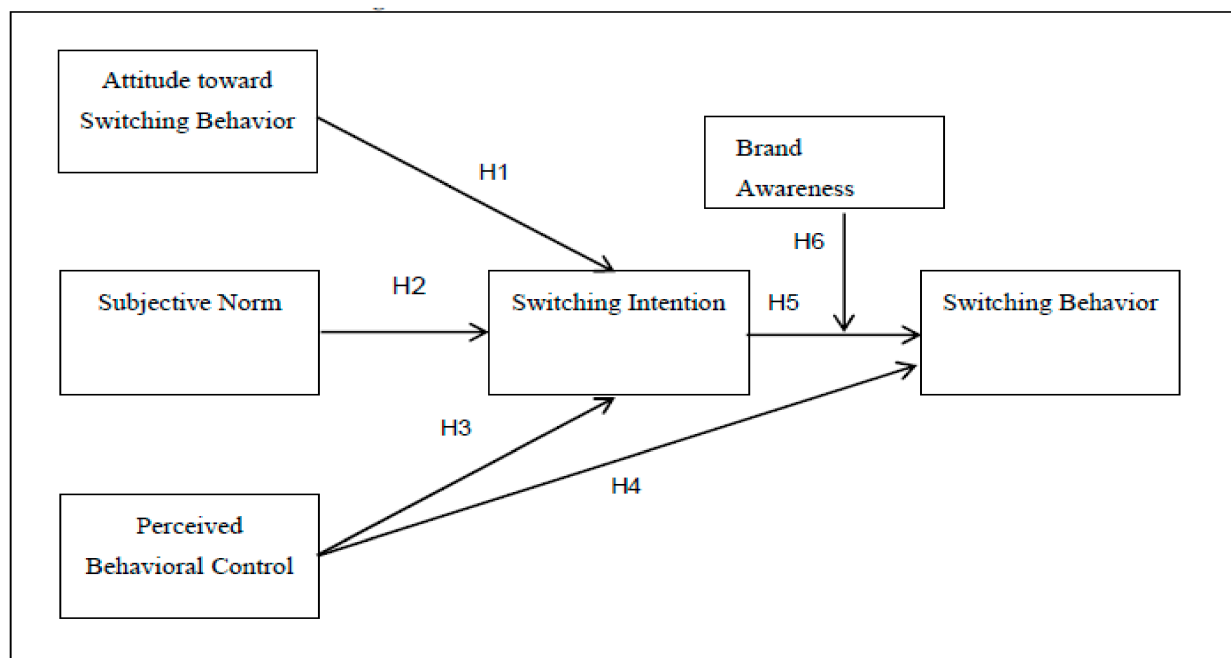 Attitude toward
Switching Behavior
H1
Brand
Awareness
H6
Subjective Norm
H2
Switching Intention
H5
Switching Behavior
H3
H4
Perceived
Behavioral Control